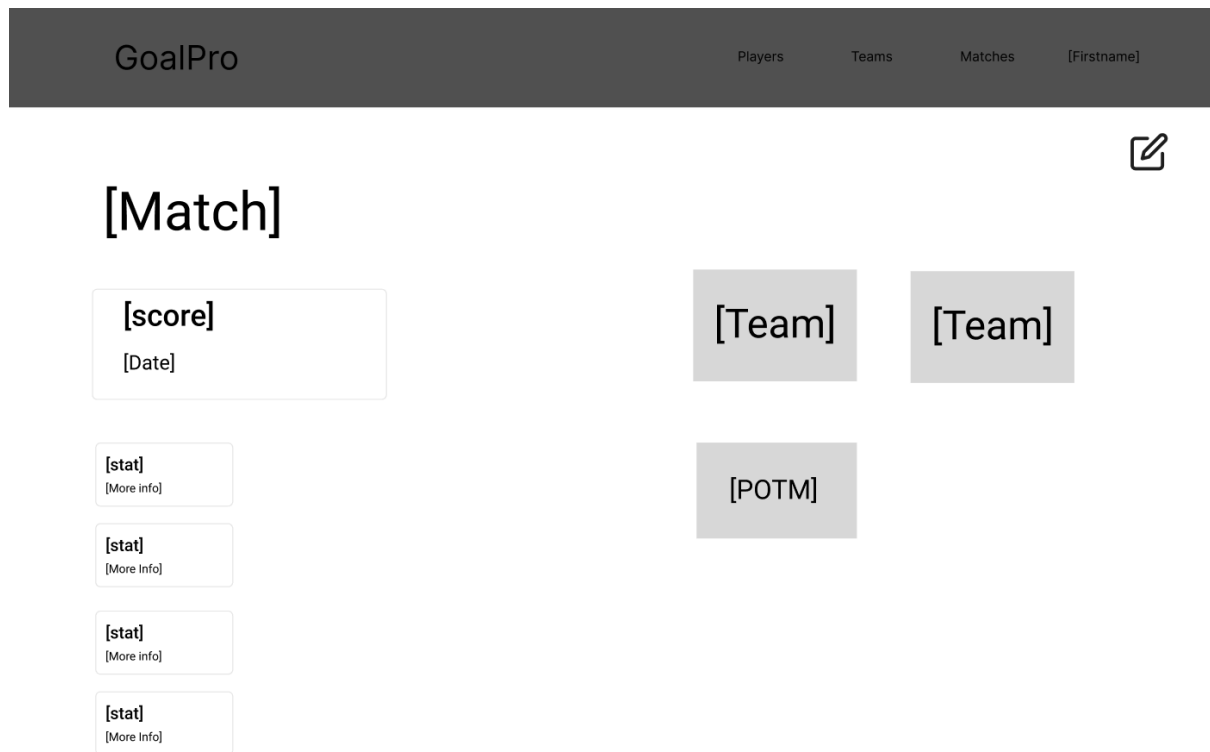 GoalPro
Players
Teams
Matches
[Firstname]
[Match]
[score]
[Date]
[Team]
[Team]
[stat]
[More info]
[POTM]
[stat]
[More Info]
[stat]
[More info]
[stat]
[More Info]